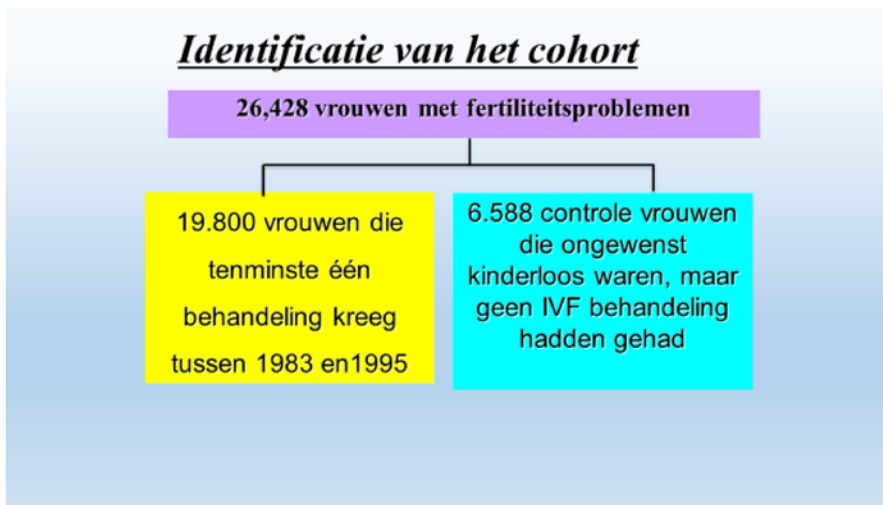 Identificatie van het cohort
26,428 vrouwen met fertiliteitsproblemen
19.800 vrouwen die
tenminste één
behandeling kreeg
tussen 1983 en1995
6.588 controle vrouwen
die ongewenst
kinderloos waren, maar
geen IVF behandeling
hadden gehad